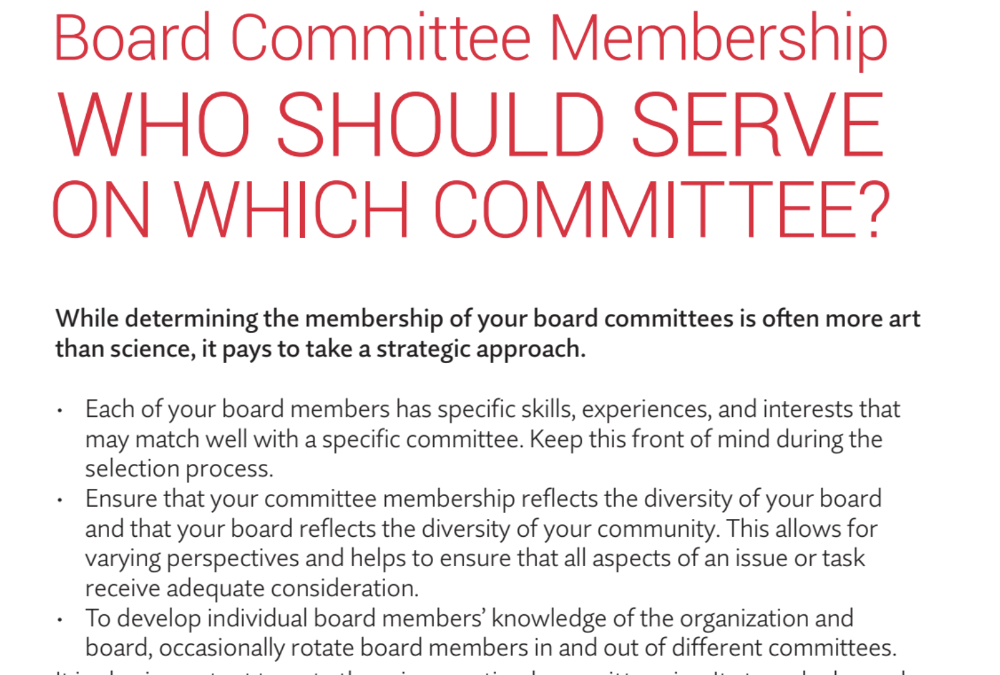 Board Committee Membership
WHO SHOULD SERVE
ON WHICH COMMITTEE?
While determining the membership of your board committees is often more art
than science, it pays to take a strategic approach.
• Each of your board members has specific skills, experiences, and interests that
may match well with a specific committee. Keep this front of mind during the
selection process.
• Ensure that your committee membership reflects the diversity of your board
and that your board reflects the diversity of your community. This allows for
varying perspectives and helps to ensure that all aspects of an issue or task
receive adequate consideration.
• To develop individual board members’ knowledge of the organization and
board, occasionally rotate board members in and out of different committees.